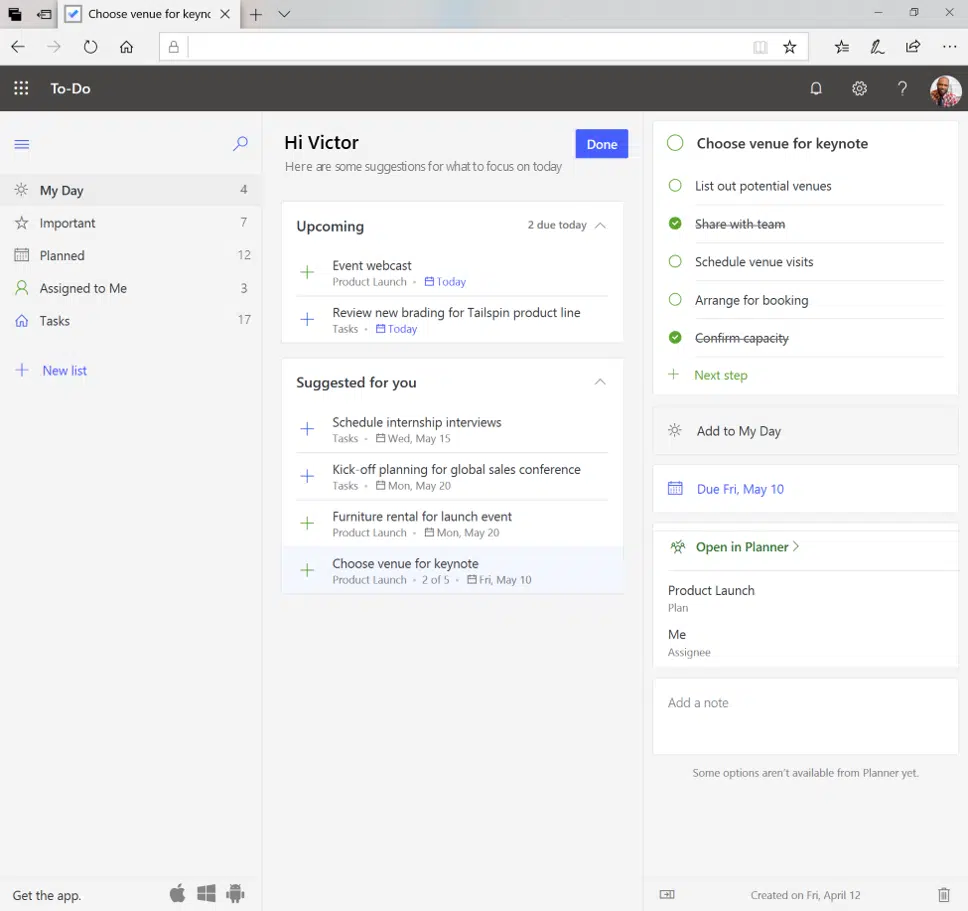 Choose venue for keync
To-Do
My Day 4
Important 7
Planned 12
Assigned to Me 3
Tasks 17
New list
Get the app.
Hi Victor
Done
Here are some suggestions for what to focus on today
Upcoming 2 due today
Event webcast
Product Launch • Today
Review new brading for Tailspin product line
Tasks • Today
Suggested for you
Schedule internship interviews
Tasks • Wed, May 15
Kick-off planning for global sales conference
Tasks • Mon, May 20
Furniture rental for launch event
Product Launch • Mon, May 20
Choose venue for keynote
Product Launch • 2 of 5 • Fri, May 10
Choose venue for keynote
List out potential venues
Share with team
Schedule venue visits
Arrange for booking
Confirm capacity
Next step
Add to My Day
Due Fri, May 10
Open in Planner
Product Launch
Plan
Me
Assignee
Add a note
Some options aren't available from Planner yet.
Created on Fri, April 12